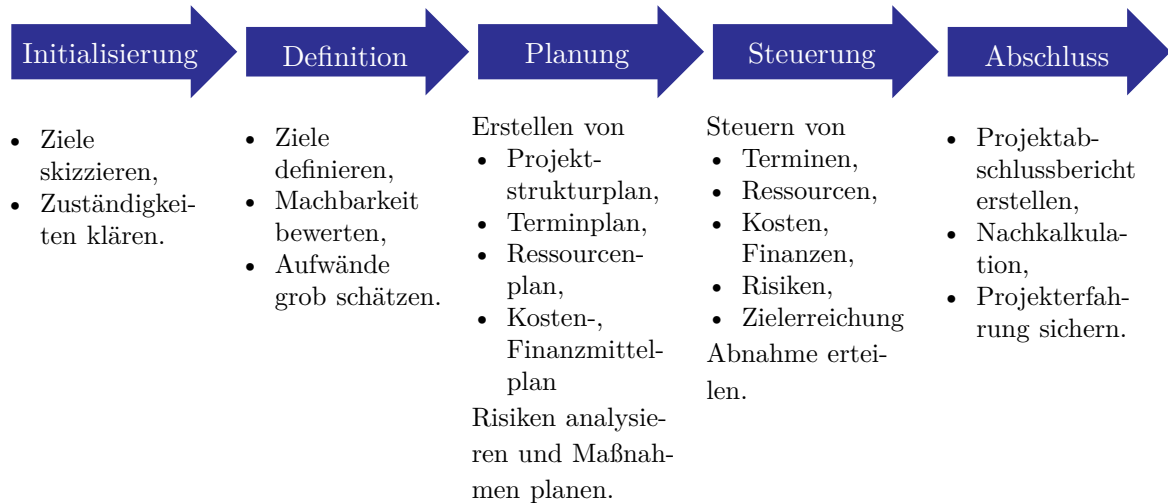 Initialisierung
Definition
Planung
Steuerung
Abschluss
• Ziele
skizzieren,
• Zuständigkei-
ten klären.
• Ziele
definieren,
• Machbarkeit
bewerten,
• Aufwände
grob schätzen.
Erstellen von
• Projekt-
strukturplan,
• Terminplan,
• Ressourcen-
plan,
• Kosten-,
Finanzmittel-
plan
Risiken analysie-
ren und Maßnah-
men planen.
Steuern von
• Terminen,
• Ressourcen,
• Kosten,
Finanzen,
• Risiken,
• Zielerreichung
Abnahme ertei-
len.
• Projektab-
schlussbericht
erstellen,
• Nachkalkula-
tion,
• Projekterfah-
rung sichern.